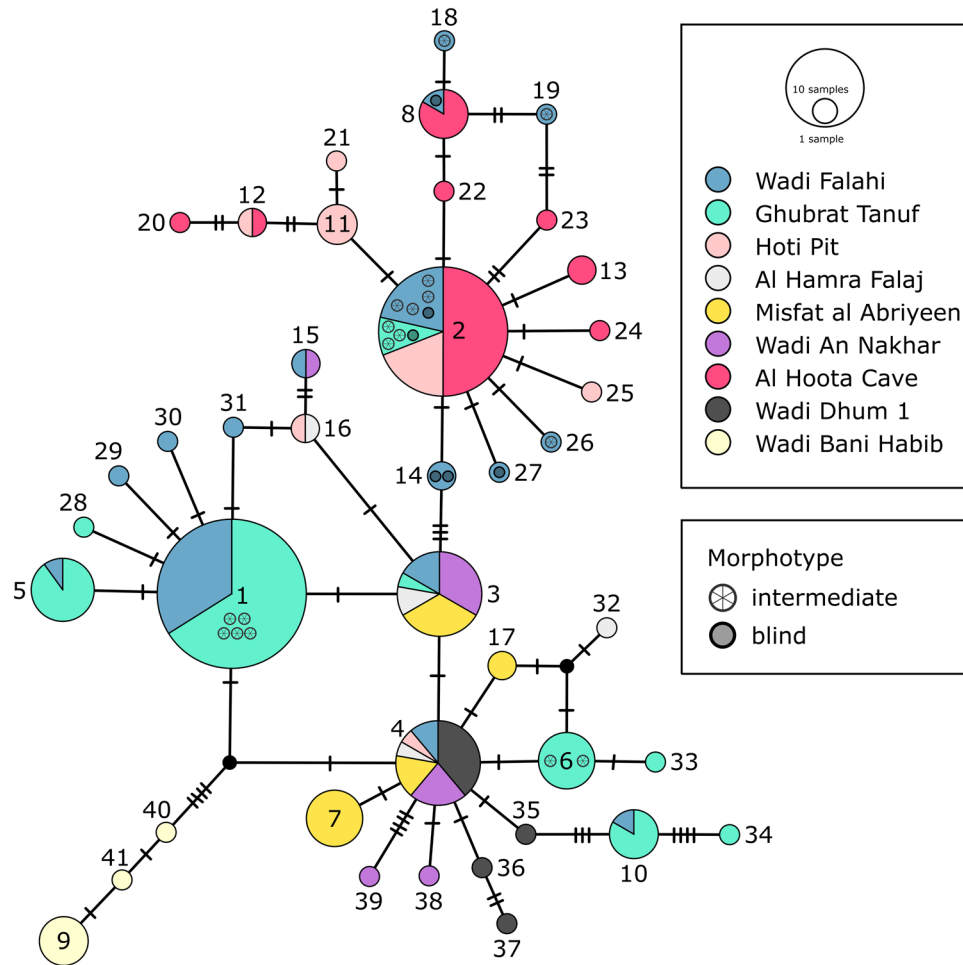 18
8
19
21
12
20
11
22
23
13
2
24
25
15
16
31
30
29
28
14
27
26
5
1
3
32
17
4
6
33
7
35
10
34
40
41
9
39
38
36
37
10 samples
1 sample
Wadi Falahi
Ghubrat Tanuf
Hoti Pit
Al Hamra Falaj
Misfat al Abriyeen
Wadi An Nakhar
Al Hoota Cave
Wadi Dhum 1
Wadi Bani Habib
Morphotype
intermediate
blind